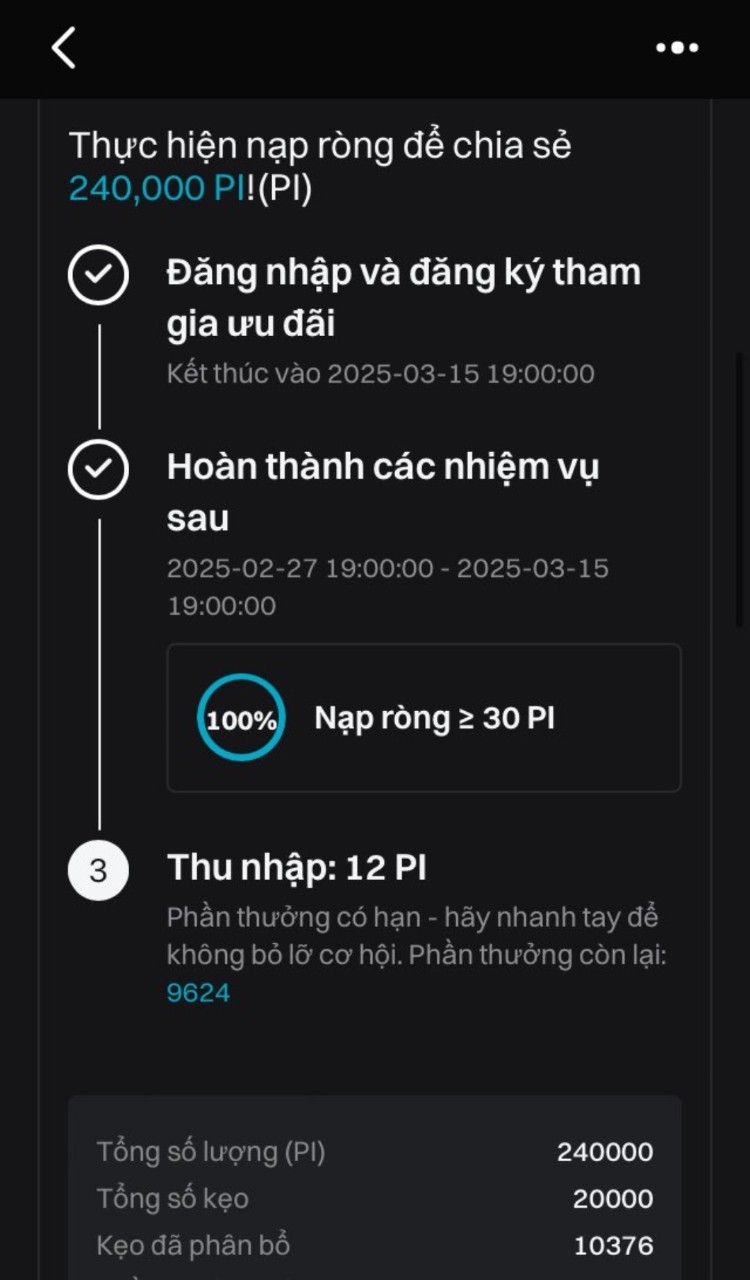 Thực hiện nạp ròng để chia sẻ
240,000 PI!(PI)
Đăng nhập và đăng ký tham
gia ưu đãi
Kết thúc vào 2025-03-15 19:00:00
Hoàn thành các nhiệm vụ
sau
2025-02-27 19:00:00 - 2025-03-15
19:00:00
100% Nạp ròng ≥ 30 PI
3 Thu nhập: 12 PI
Phần thưởng có hạn - hãy nhanh tay để
không bỏ lỡ cơ hội. Phần thưởng còn lại:
9624
Tổng số lượng (PI) 240000
Tổng số kẹo 20000
Kẹo đã phân bổ 10376